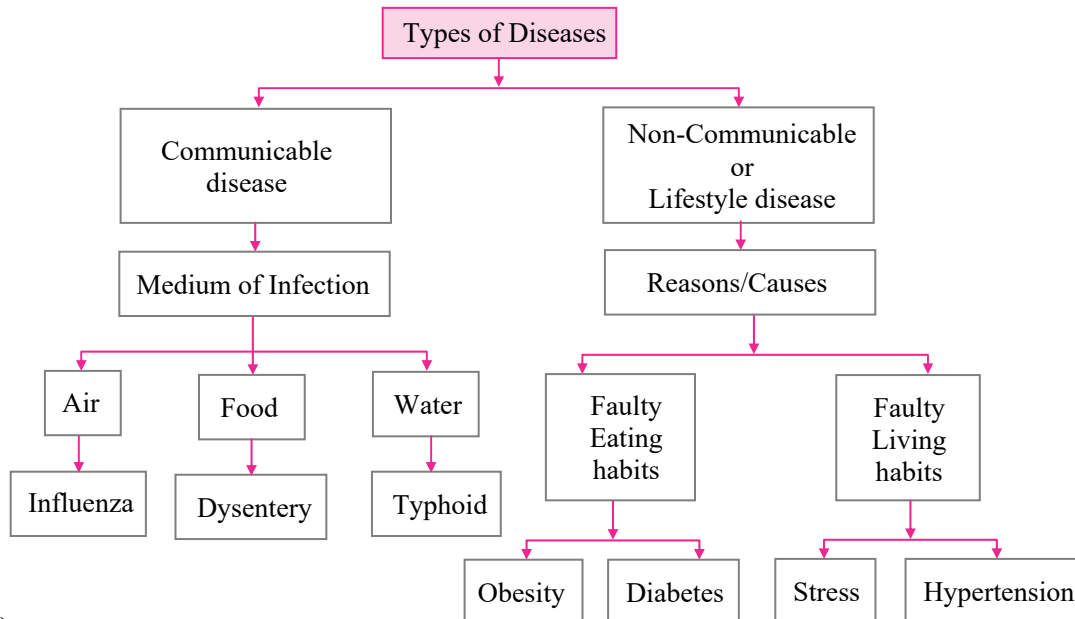 Types of Diseases
Communicable
disease
Non-Communicable
or
Lifestyle disease
Medium of Infection
Reasons/Causes
Air
Food
Water
Faulty
Eating
habits
Faulty
Living
habits
Influenza
Dysentery
Typhoid
Obesity
Diabetes
Stress
Hypertension